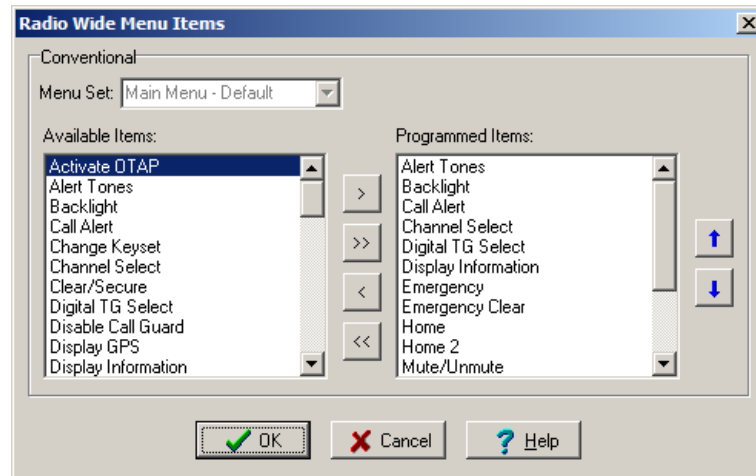 Radio Wide Menu Items
Conventional
Menu Set: Main Menu - Default
Available Items:
Activate OTAP
Alert Tones
Backlight
Call Alert
Change Keyset
Channel Select
Clear/Secure
Digital TG Select
Disable Call Guard
Display GPS
Display Information
>
>>
<
<<
Programmed Items:
Alert Tones
Backlight
Call Alert
Channel Select
Digital TG Select
Display Information
Emergency
Emergency Clear
Home
Home 2
Mute/Unmute
OK
Cancel
Help